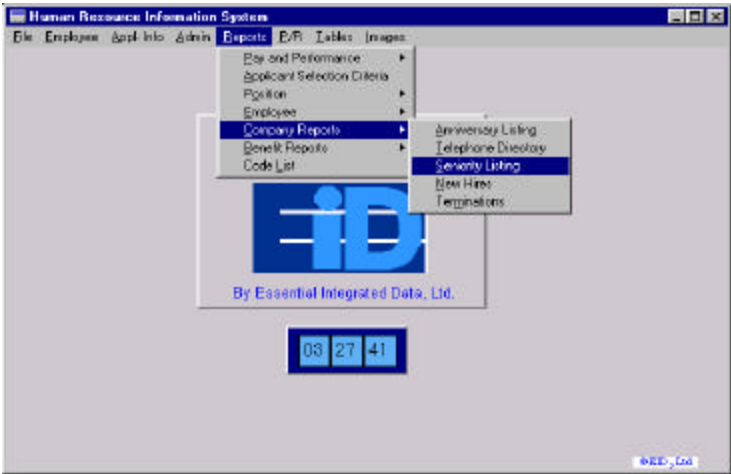 Human Resource Information System
File Employee Appl-Info Admin Reports P/R Tables Images
Pay and Performance
Applicant Selection Criteria
Position
Employee
Company Reports
Benefit Reports
Code List
Anniversary Listing
Telephone Directory
Seniority Listing
New Hires
Terminations
iD
By Essential Integrated Data, Ltd.
03 27 41
©EID, Ltd